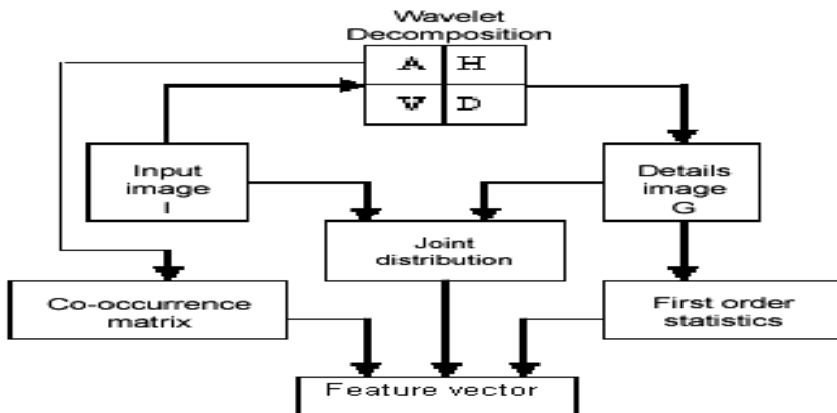 Wavelet
Decomposition
A H
V D
Input
image
I
Details
image
G
Joint
distribution
Co-occurrence
matrix
First order
statistics
Feature vector